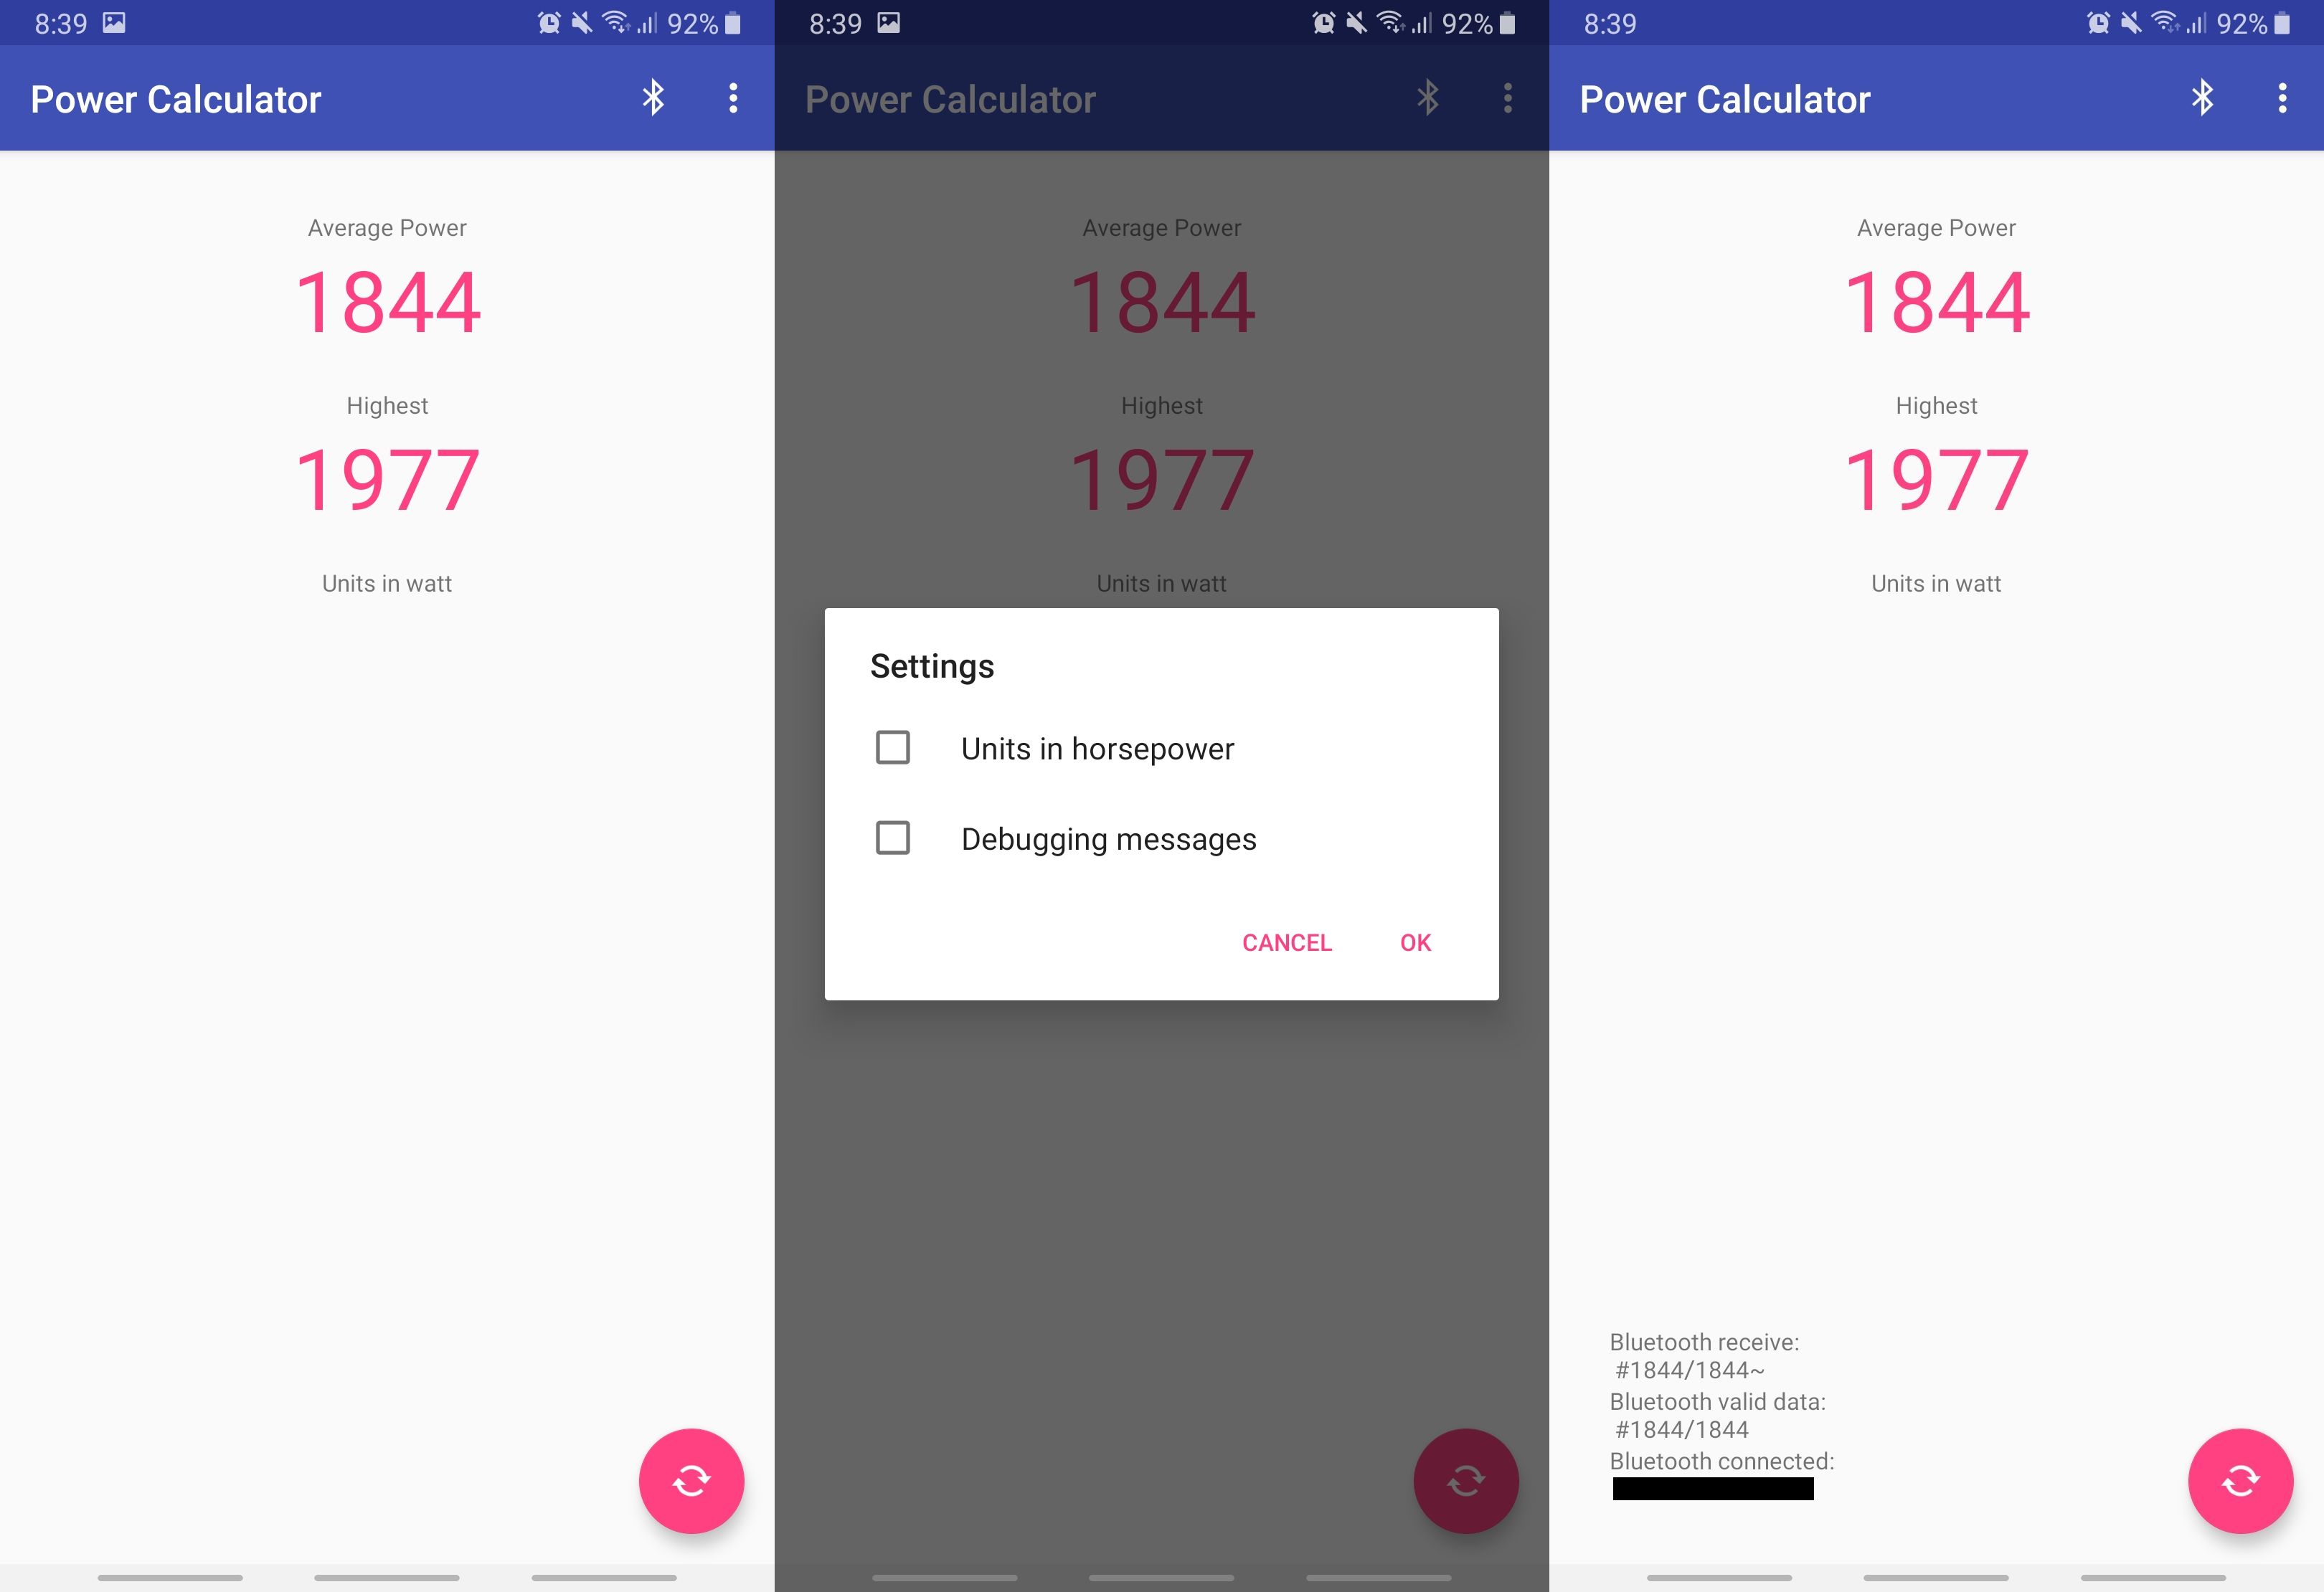 8:39
92%
Power Calculator
Average Power
1844
Highest
1977
Units in watt
8:39
92%
Power Calculator
Average Power
1844
Highest
1977
Units in watt
Settings
Units in horsepower
Debugging messages
CANCEL OK
8:39
92%
Power Calculator
Average Power
1844
Highest
1977
Units in watt
Bluetooth receive:
#1844/1844~
Bluetooth valid data:
#1844/1844
Bluetooth connected: